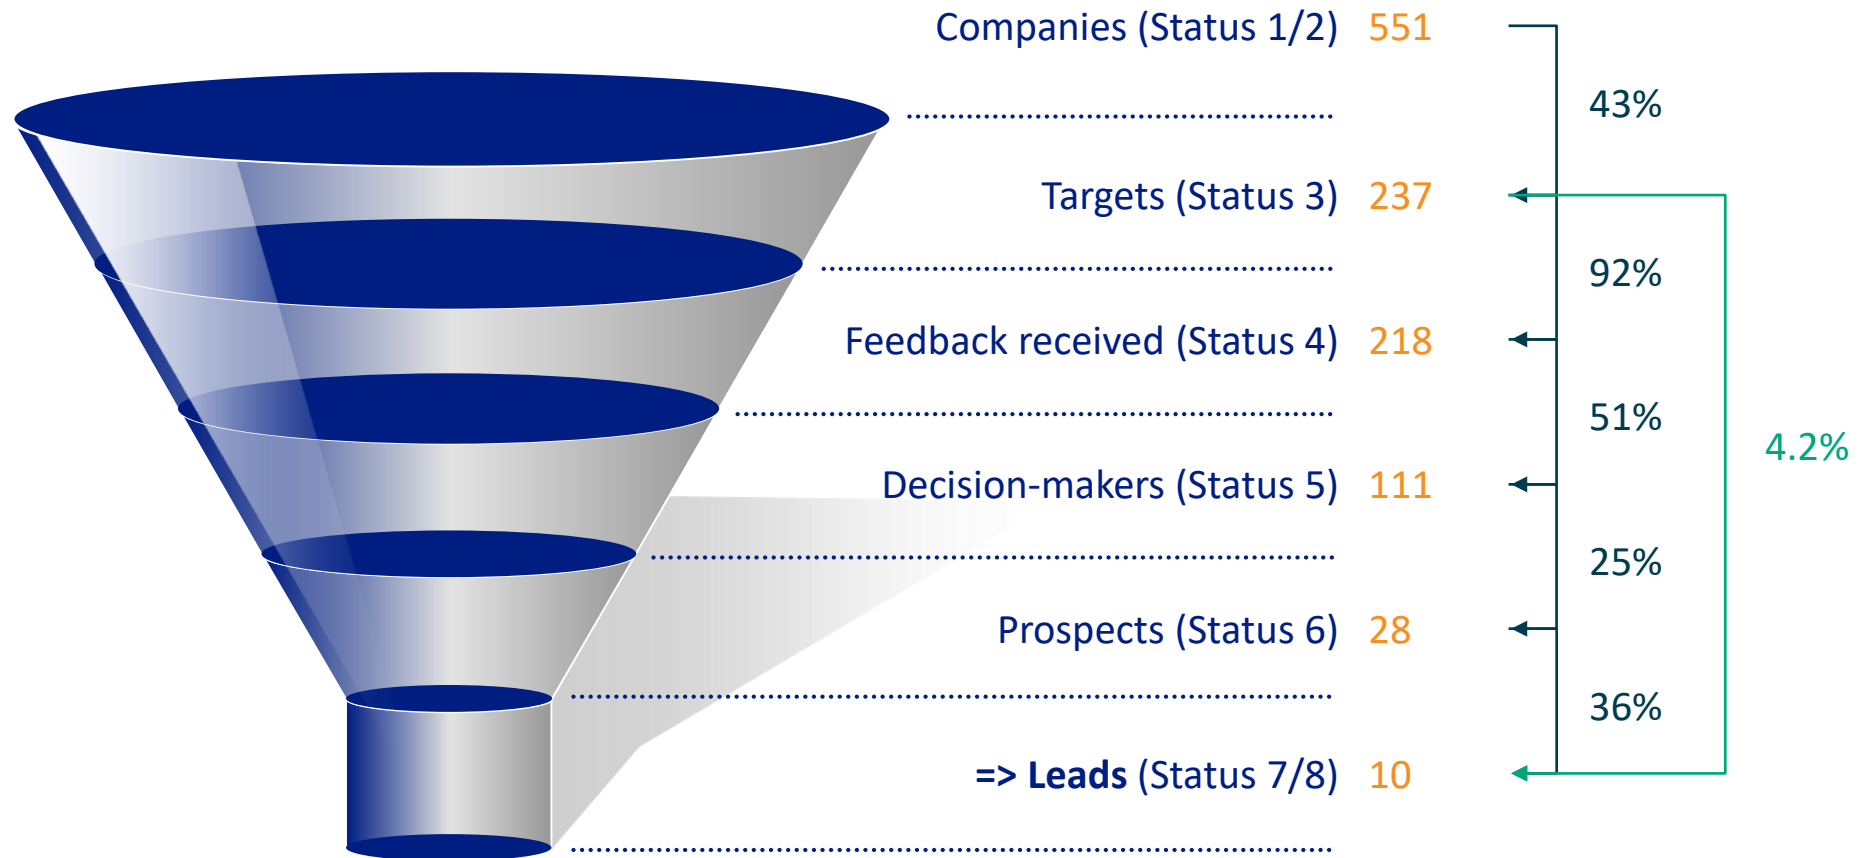 Companies (Status 1/2) 551
43%
Targets (Status 3) 237
92%
Feedback received (Status 4) 218
51%
4.2%
Decision-makers (Status 5) 111
25%
Prospects (Status 6) 28
36%
=> Leads (Status 7/8) 10